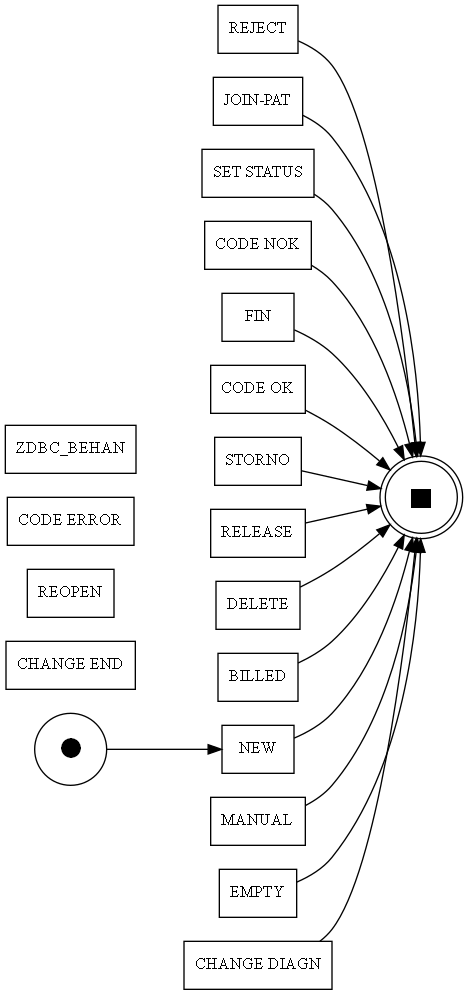 REJECT
JOIN-PAT
SET STATUS
CODE NOK
FIN
CODE OK
STORNO
RELEASE
DELETE
BILLED
NEW
MANUAL
EMPTY
CHANGE DIAGN
ZDBC_BEHAN
CODE ERROR
REOPEN
CHANGE END